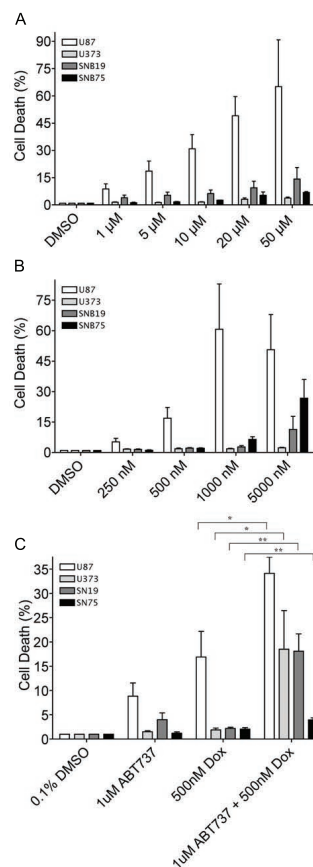 A
Cell Death (%)
90
75
60
45
30
15
0
U87
U373
SNB19
SNB75
DMSO
1 µM
5 µM
10 µM
20 µM
50 µM
B
Cell Death (%)
75
60
45
30
15
0
U87
U373
SNB19
SNB75
DMSO
250 nM
500 nM
1000 nM
5000 nM
*
*
**
**
C
Cell Death (%)
35
30
25
20
15
10
5
0
U87
U373
SN19
SN75
0.1% DMSO
1uM ABT737
500nM Dox
1uM ABT737 + 500nM Dox